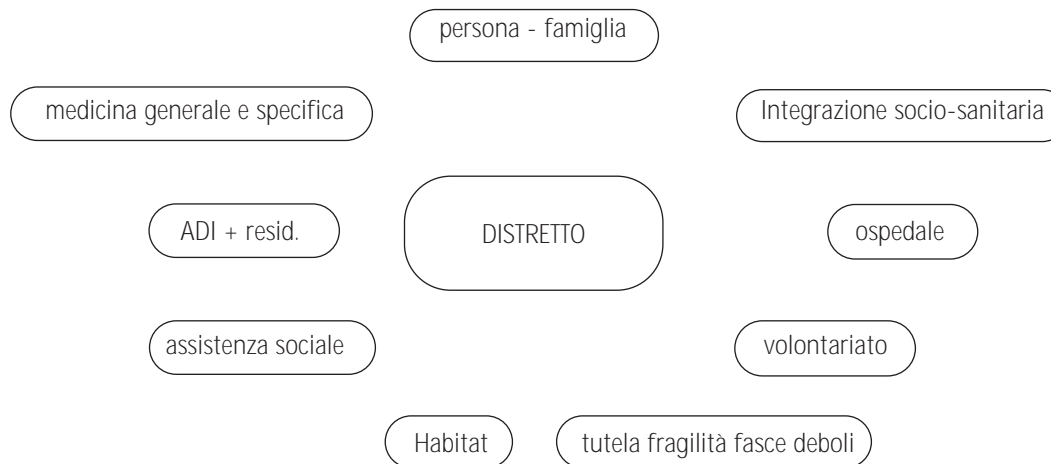 persona - famiglia
medicina generale e specifica
Integrazione socio-sanitaria
ADI + resid.
DISTRETTO
ospedale
assistenza sociale
volontariato
Habitat
tutela fragilità fasce deboli